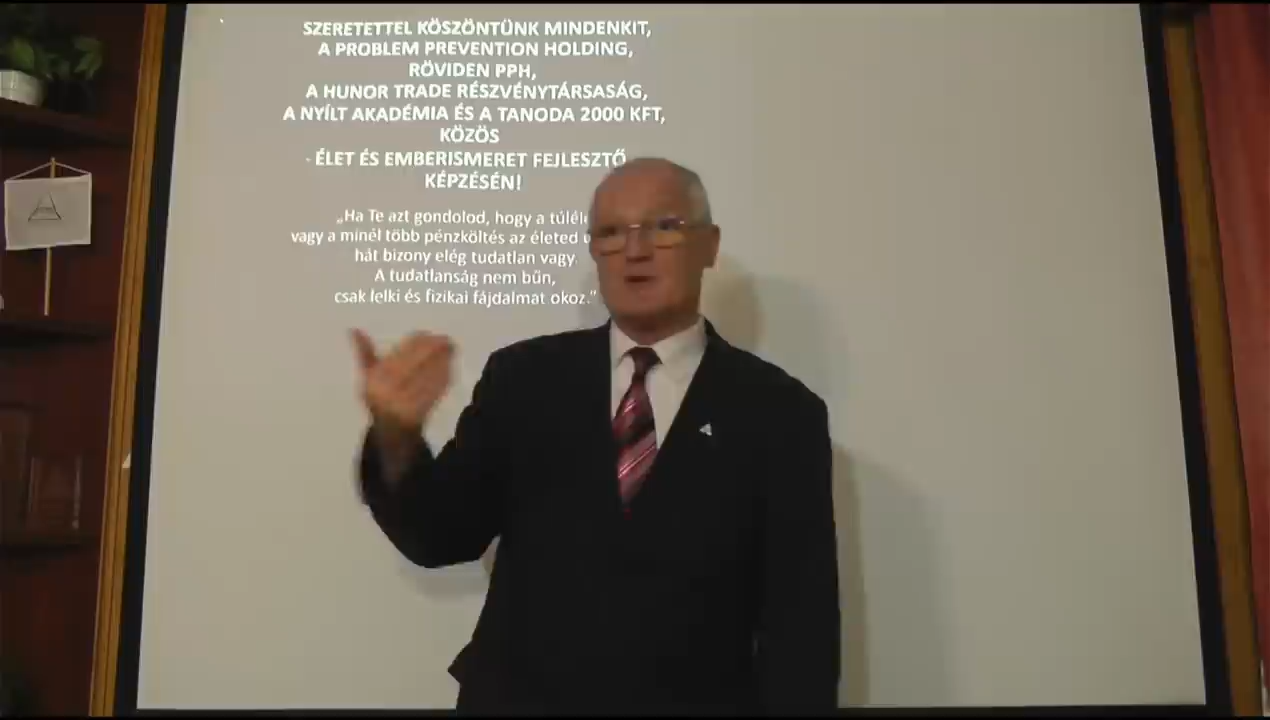 SZERETETTEL KÖSZÖNTÜNK MINDENKIT,
A PROBLEM PREVENTION HOLDING,
RÖVIDEN PPH,
A HUNOR TRADE RÉSZVÉNYTÁRSASÁG,
A NYÍLT AKADÉMIA ÉS A TANODA 2000 KFT,
KÖZÖS
- ÉLET ÉS EMBERISMERET FEJLESZTŐ
KÉPZÉSÉN!
„Ha Te azt gondolod, hogy a
vagy a minél több pénzköltés az életed
hát bizony elég tudatlan vagy.
A tudatlanság nem bűn,
csak lelki és fizikai fájdalmat okoz.”